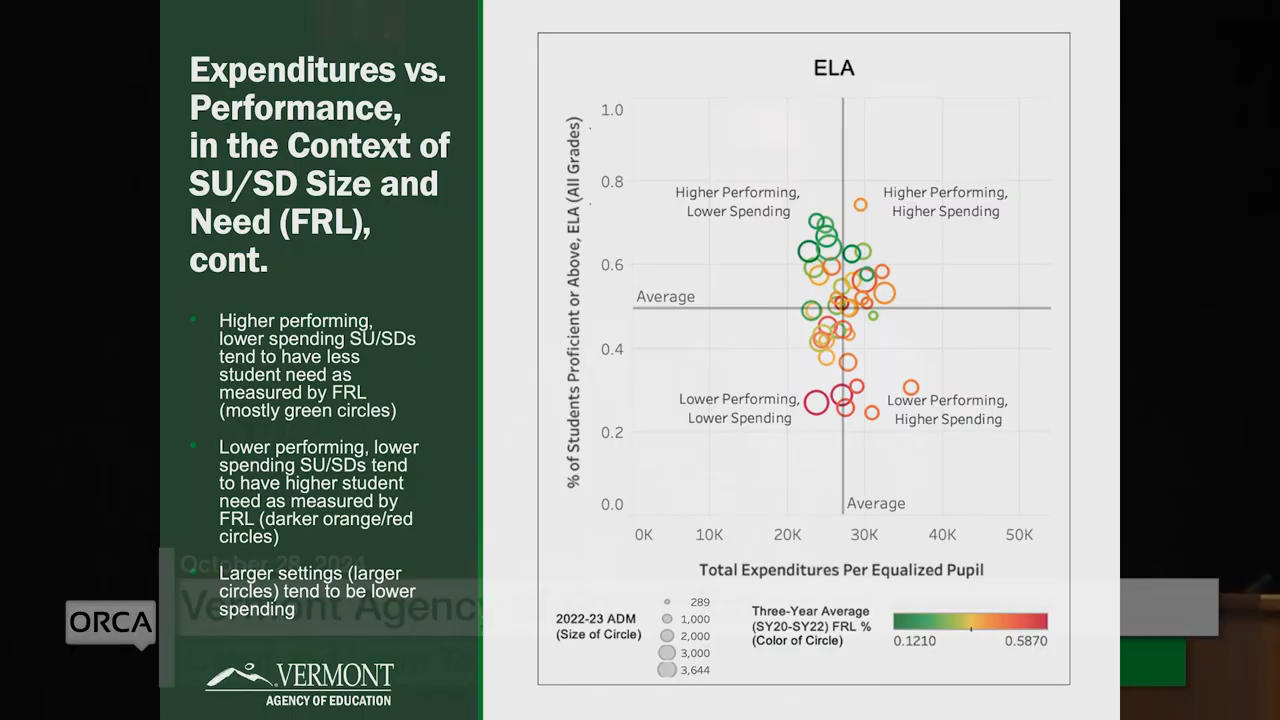 Expenditures vs.
Performance,
in the Context of
SU/SD Size and
Need (FRL),
cont.
• Higher performing,
lower spending SU/SDs
tend to have less
student need as
measured by FRL
(mostly green circles)
• Lower performing, lower
spending SU/SDs tend
to have higher student
need as measured by
FRL (darker orange/red
circles)
• Larger settings (larger
circles) tend to be lower
spending
October 28, 2024
Vermont Agency of
ORCA
VERMONT
AGENCY OF EDUCATION
ELA
% of Students Proficient or Above, ELA (All Grades)
1.0
0.8
0.6
0.4
0.2
0.0
Higher Performing,
Lower Spending
Higher Performing,
Higher Spending
Average
Lower Performing,
Lower Spending
Lower Performing,
Higher Spending
Average
0K 10K 20K 30K 40K 50K
Total Expenditures Per Equalized Pupil
2022-23 ADM
(Size of Circle)
289
1,000
2,000
3,000
3,644
Three-Year Average
(SY20-SY22) FRL %
(Color of Circle)
0.1210 0.5870